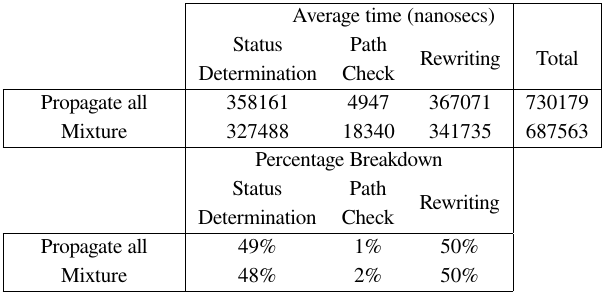 Average time (nanosecs)
Status Path
Determination Check Rewriting Total
Propagate all 358161 4947 367071 730179
Mixture 327488 18340 341735 687563
Percentage Breakdown
Status Path
Determination Check Rewriting
Propagate all 49% 1% 50%
Mixture 48% 2% 50%